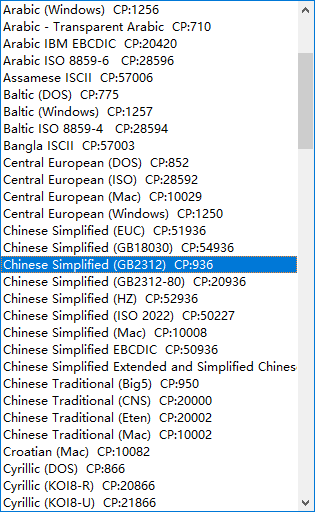 Arabic (Windows)  CP:1256
Arabic - Transparent Arabic  CP:710
Arabic IBM EBCDIC  CP:20420
Arabic ISO 8859-6   CP:28596
Assamese ISCII  CP:57006
Baltic (DOS)  CP:775
Baltic (Windows)  CP:1257
Baltic ISO 8859-4   CP:28594
Bangla ISCII  CP:57003
Central European (DOS)  CP:852
Central European (ISO)  CP:28592
Central European (Mac)  CP:10029
Central European (Windows)  CP:1250
Chinese Simplified (EUC)  CP:51936
Chinese Simplified (GB18030)  CP:54936
Chinese Simplified (GB2312)  CP:936
Chinese Simplified (GB2312-80)  CP:20936
Chinese Simplified (HZ)  CP:52936
Chinese Simplified (ISO 2022)  CP:50227
Chinese Simplified (Mac)  CP:10008
Chinese Simplified EBCDIC  CP:50936
Chinese Simplified Extended and Simplified Chines
Chinese Traditional (Big5)  CP:950
Chinese Traditional (CNS)  CP:20000
Chinese Traditional (Eten)  CP:20002
Chinese Traditional (Mac)  CP:10002
Croatian (Mac)  CP:10082
Cyrillic (DOS)  CP:866
Cyrillic (KOI8-R)  CP:20866
Cyrillic (KOI8-U)  CP:21866